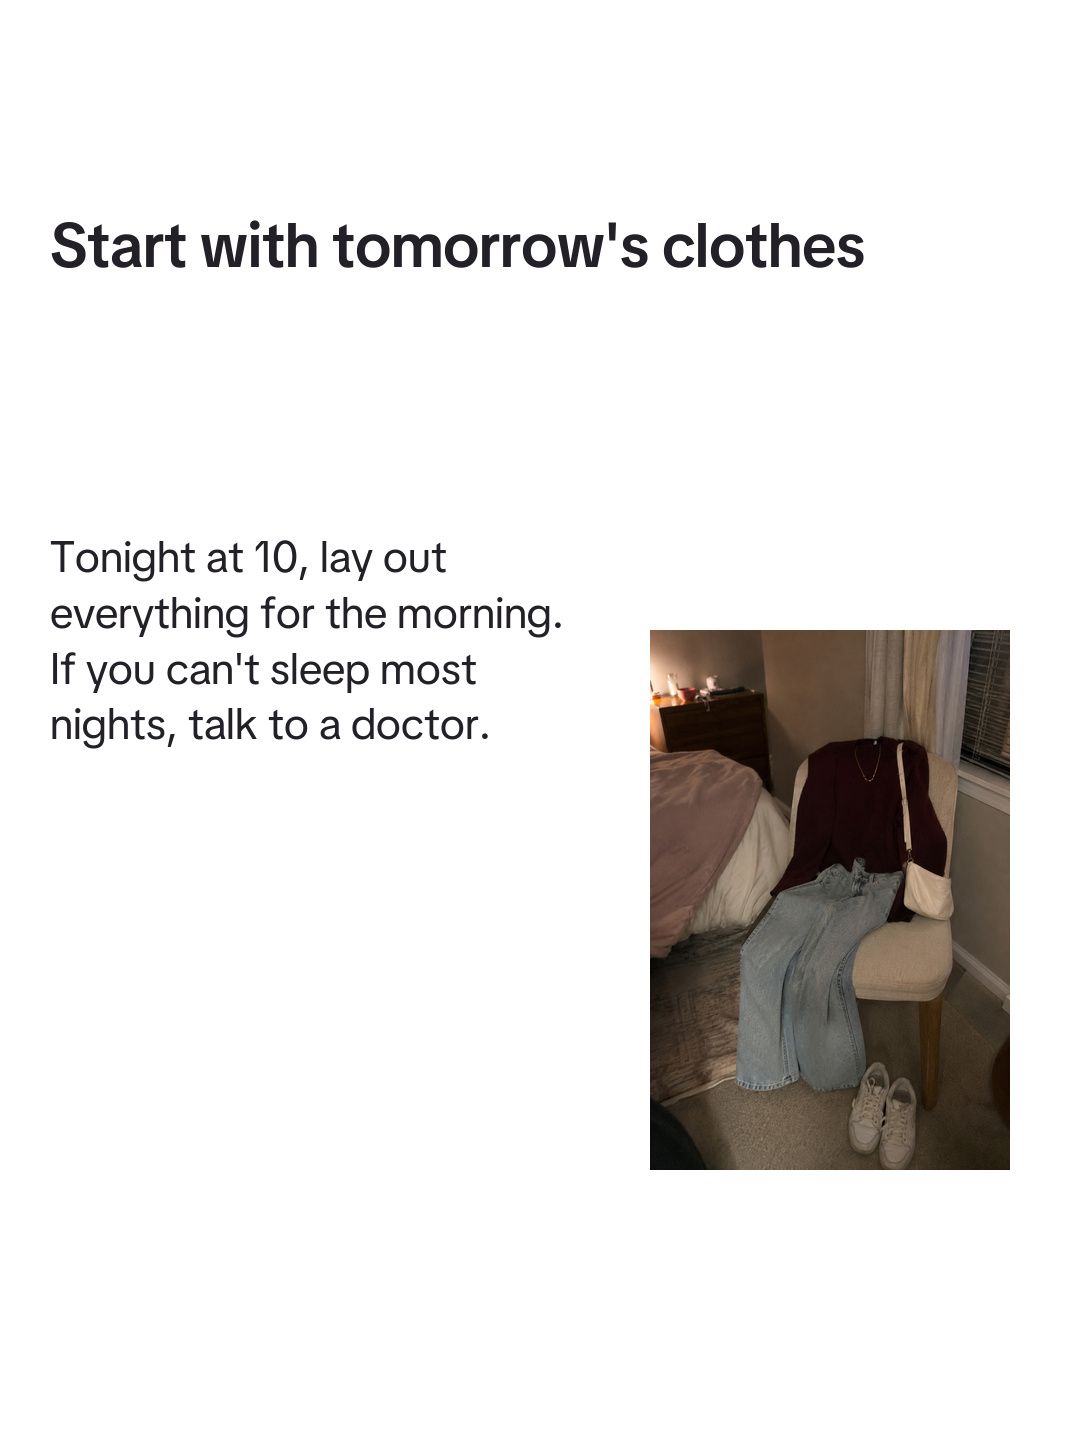 Start with tomorrow's clothes
Tonight at 10, lay out
everything for the morning.
If you can't sleep most
nights, talk to a doctor.